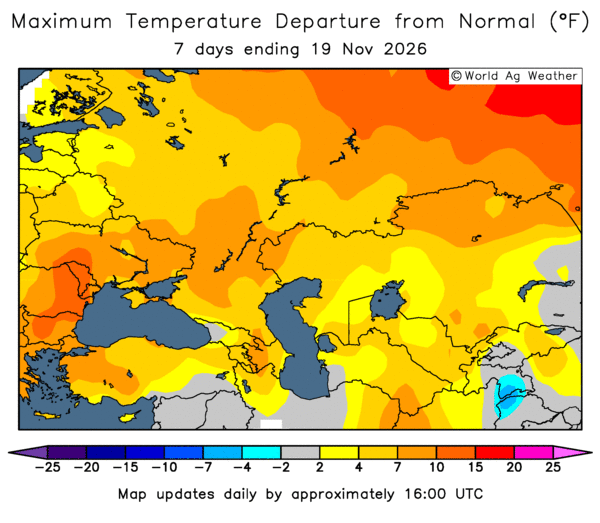 Maximum Temperature Departure from Normal (°F)
7 days ending 19 Nov 2026
©World Ag Weather
-25 -20 -15 -10 -7 -4 -2 2 4 7 10 15 20 25
Map updates daily by approximately 16:00 UTC